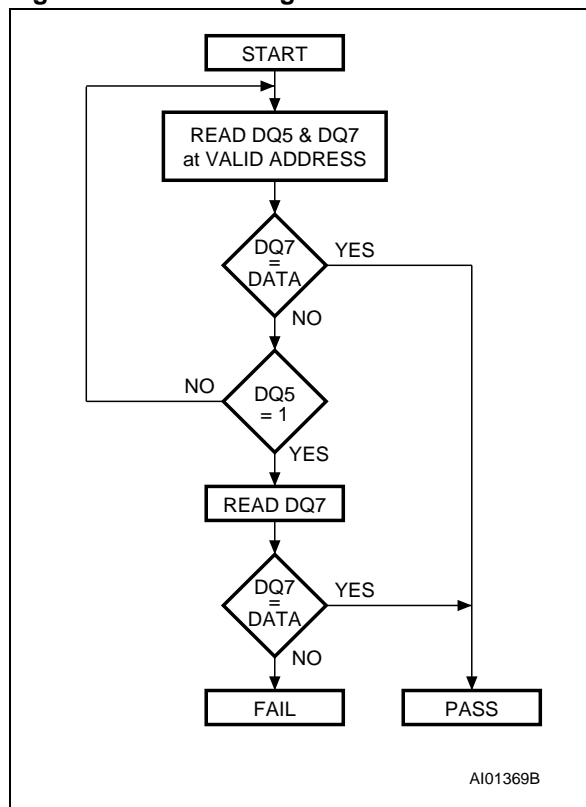 START
READ DQ5 & DQ7
at VALID ADDRESS
DQ7
=
DATA
YES
NO
NO
DQ5
= 1
YES
READ DQ7
DQ7
=
DATA
YES
NO
FAIL
PASS
AI01369B